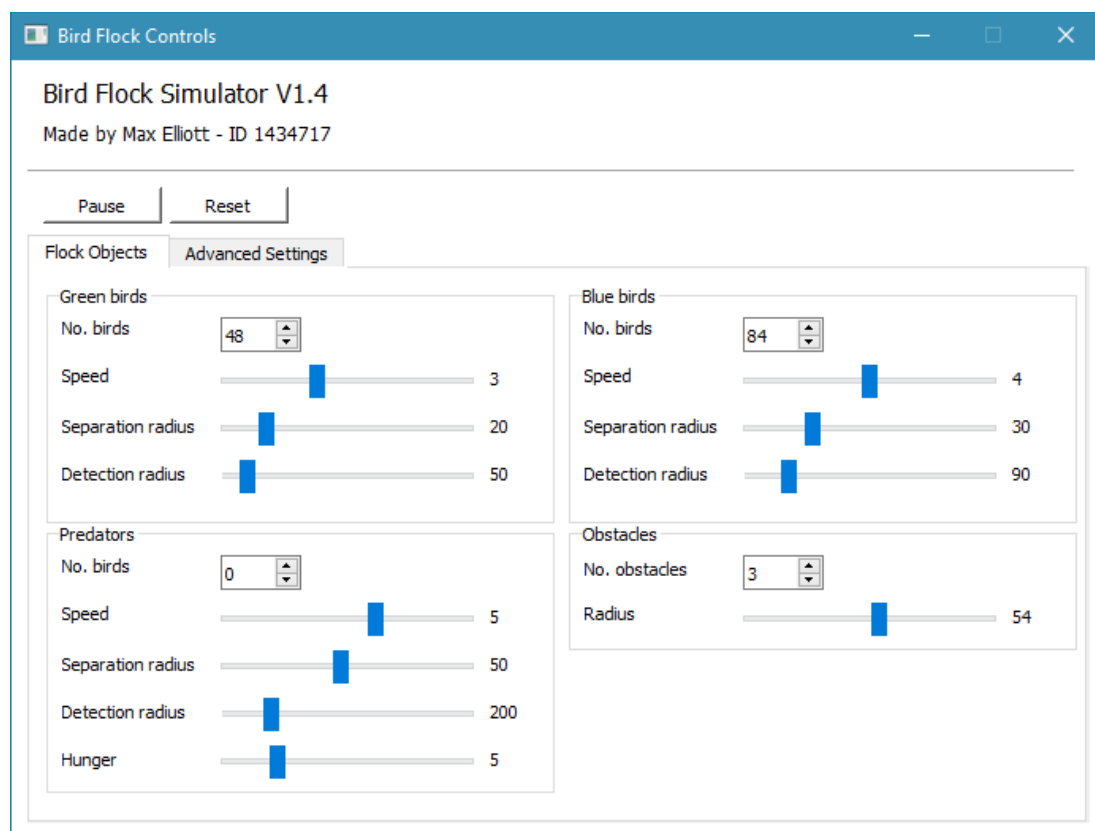 Bird Flock Controls
Bird Flock Simulator V1.4
Made by Max Elliott - ID 1434717
Pause Reset
Flock Objects Advanced Settings
Green birds
No. birds 48
Speed 3
Separation radius 20
Detection radius 50
Blue birds
No. birds 84
Speed 4
Separation radius 30
Detection radius 90
Predators
No. birds 0
Speed 5
Separation radius 50
Detection radius 200
Hunger 5
Obstacles
No. obstacles 3
Radius 54